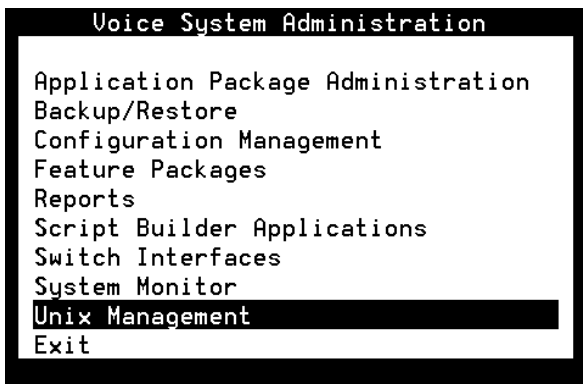 Voice System Administration
Application Package Administration
Backup/Restore
Configuration Management
Feature Packages
Reports
Script Builder Applications
Switch Interfaces
System Monitor
Unix Management
Exit